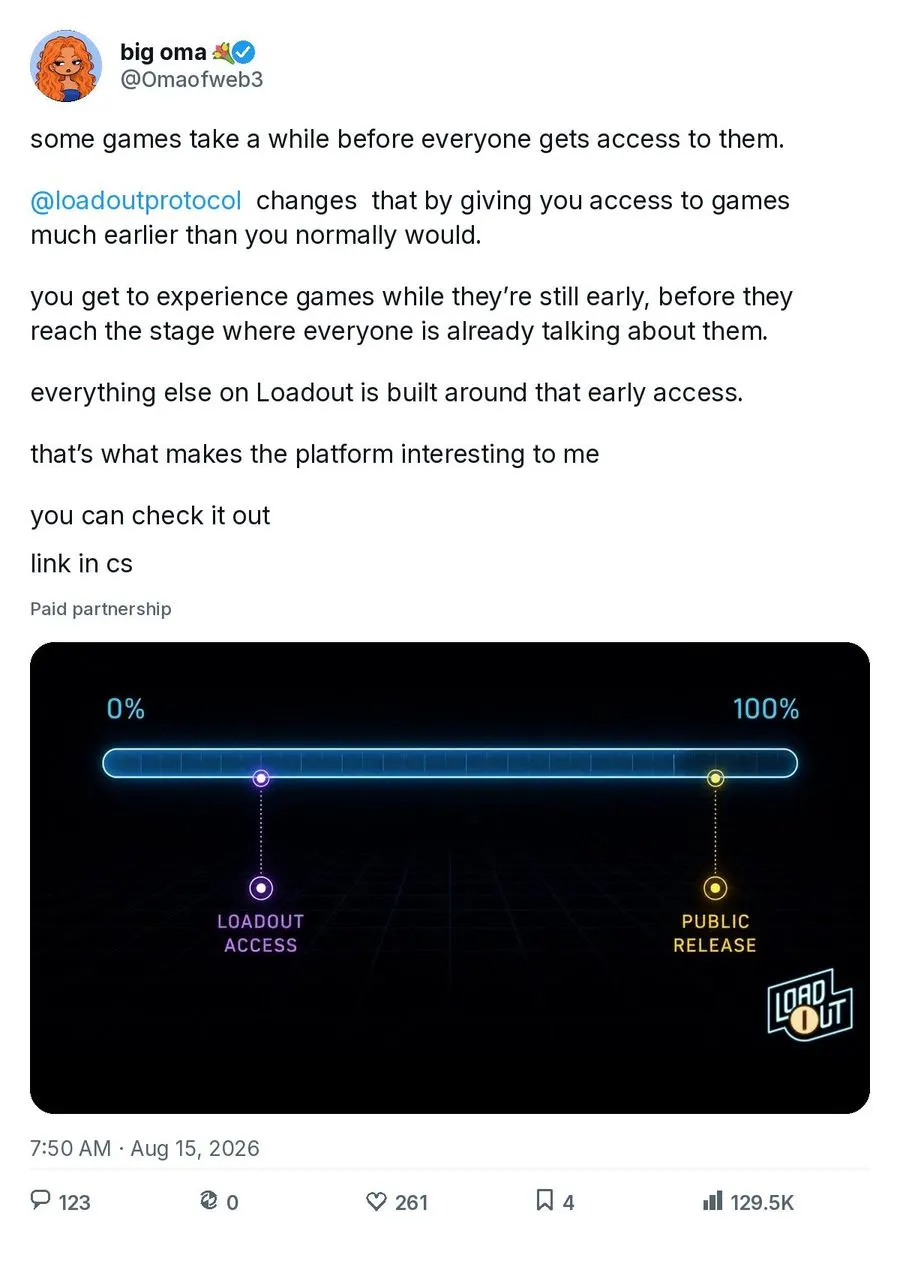 big oma
@Omaofweb3
some games take a while before everyone gets access to them.
@loadoutprotocol changes that by giving you access to games
much earlier than you normally would.
you get to experience games while they’re still early, before they
reach the stage where everyone is already talking about them.
everything else on Loadout is built around that early access.
that’s what makes the platform interesting to me
you can check it out
link in cs
Paid partnership
0%
100%
LOADOUT
ACCESS
PUBLIC
RELEASE
LOAD
OUT
7:50 AM · Aug 15, 2026
123
0
261
4
129.5K